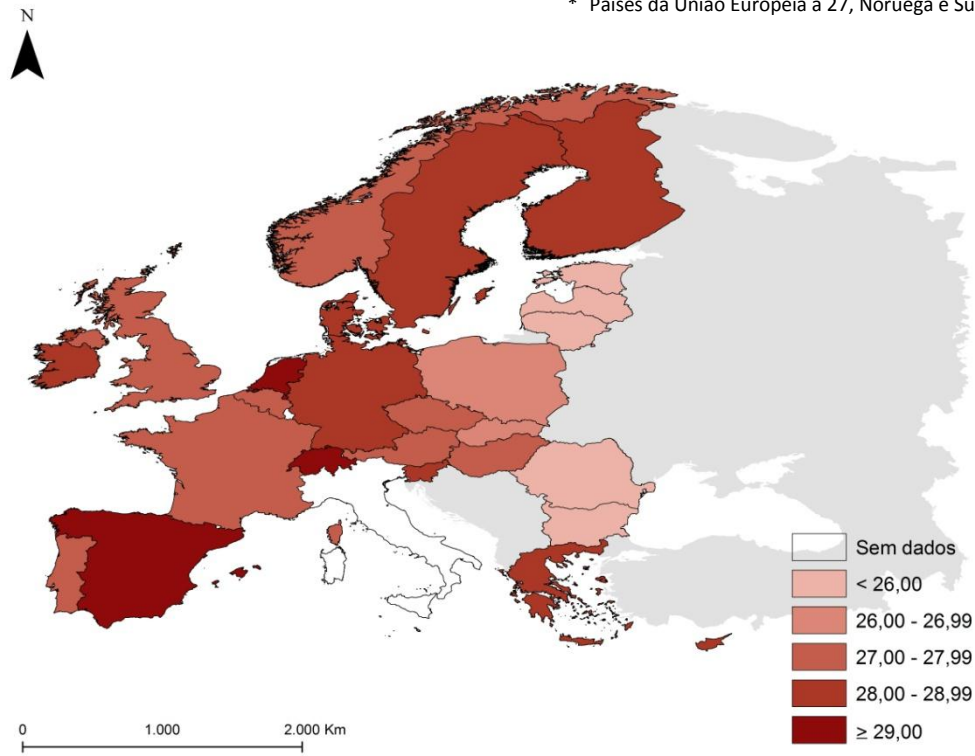 * Países da União Europeia a 27, Noruega e Su
N
Sem dados
< 26,00
26,00 - 26,99
27,00 - 27,99
28,00 - 28,99
≥ 29,00
0 1.000 2.000 Km